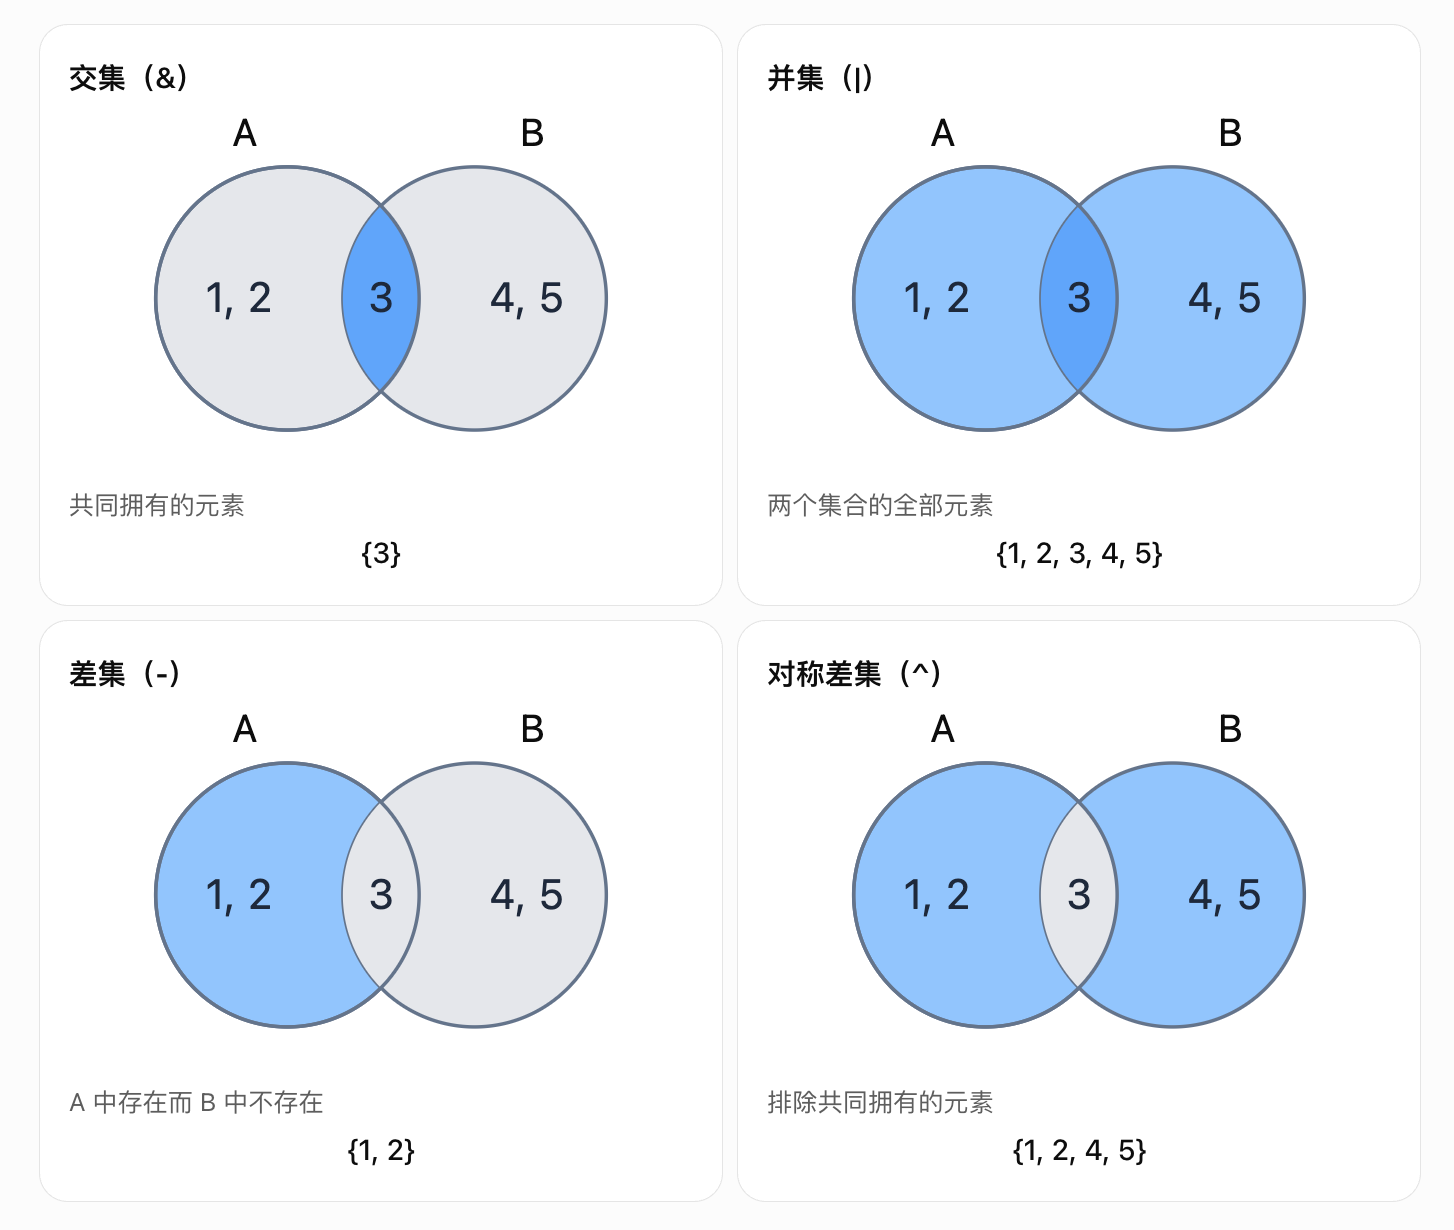 交集（&）
A B
1, 2 3 4, 5
共同拥有的元素
{3}
并集（|）
A B
1, 2 3 4, 5
两个集合的全部元素
{1, 2, 3, 4, 5}
差集（-）
A B
1, 2 3 4, 5
A 中存在而 B 中不存在
{1, 2}
对称差集（^）
A B
1, 2 3 4, 5
排除共同拥有的元素
{1, 2, 4, 5}